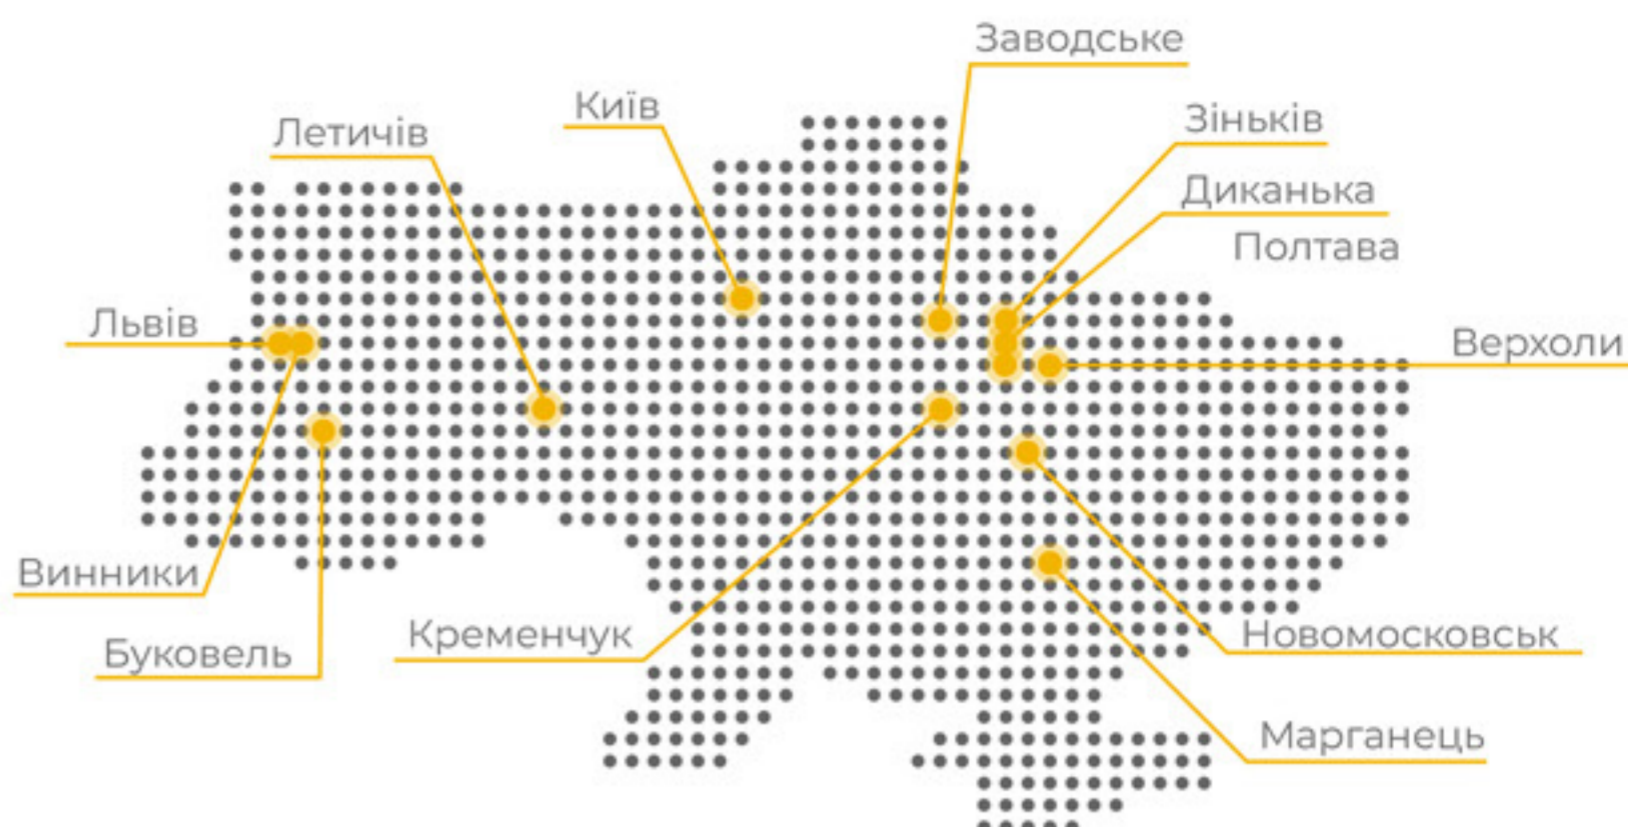 Заводське
Київ
Зіньків
Летичів
Диканька
Полтава
Львів
Верхоли
Винники
Кременчук
Новомосковськ
Буковель
Марганець